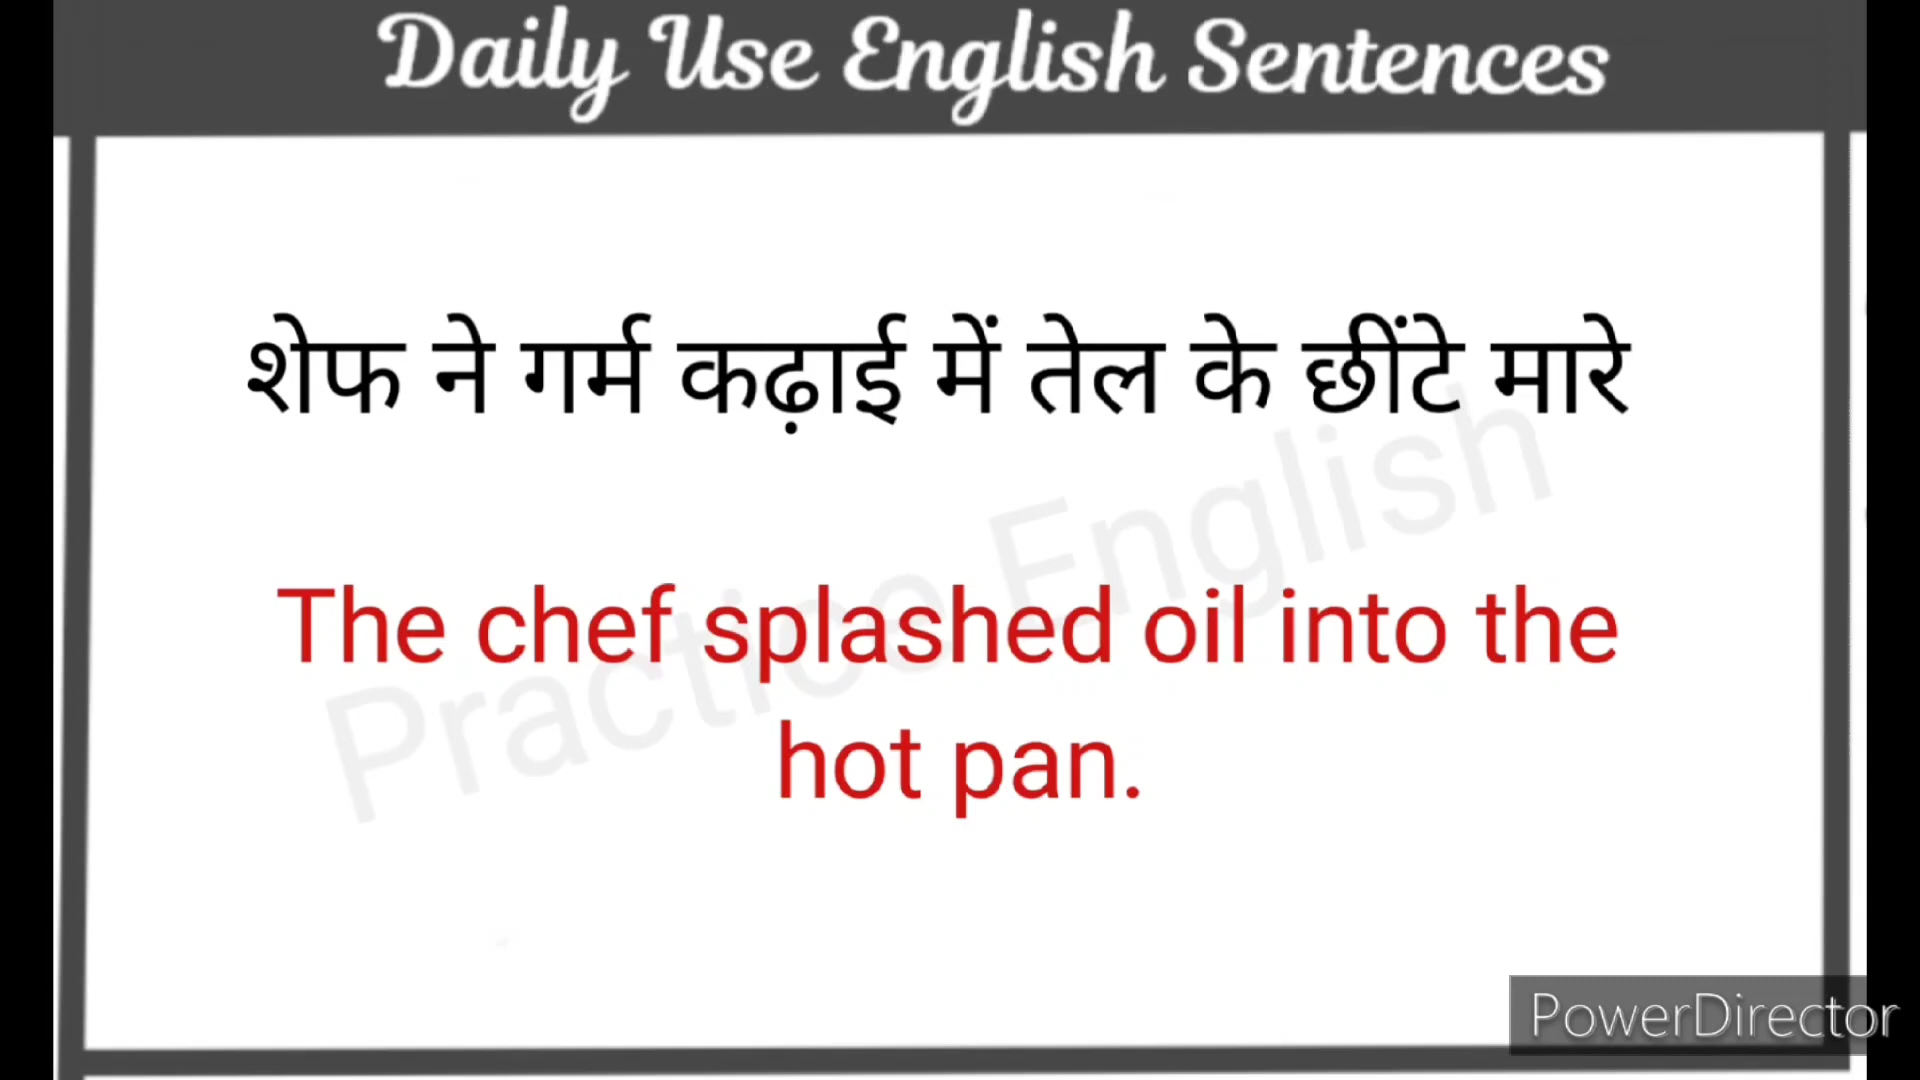 Daily Use English Sentences
शेफ ने गर्म कढ़ाई में तेल के छींटे मारे
The chef splashed oil into the
hot pan.
Practice English
PowerDirector